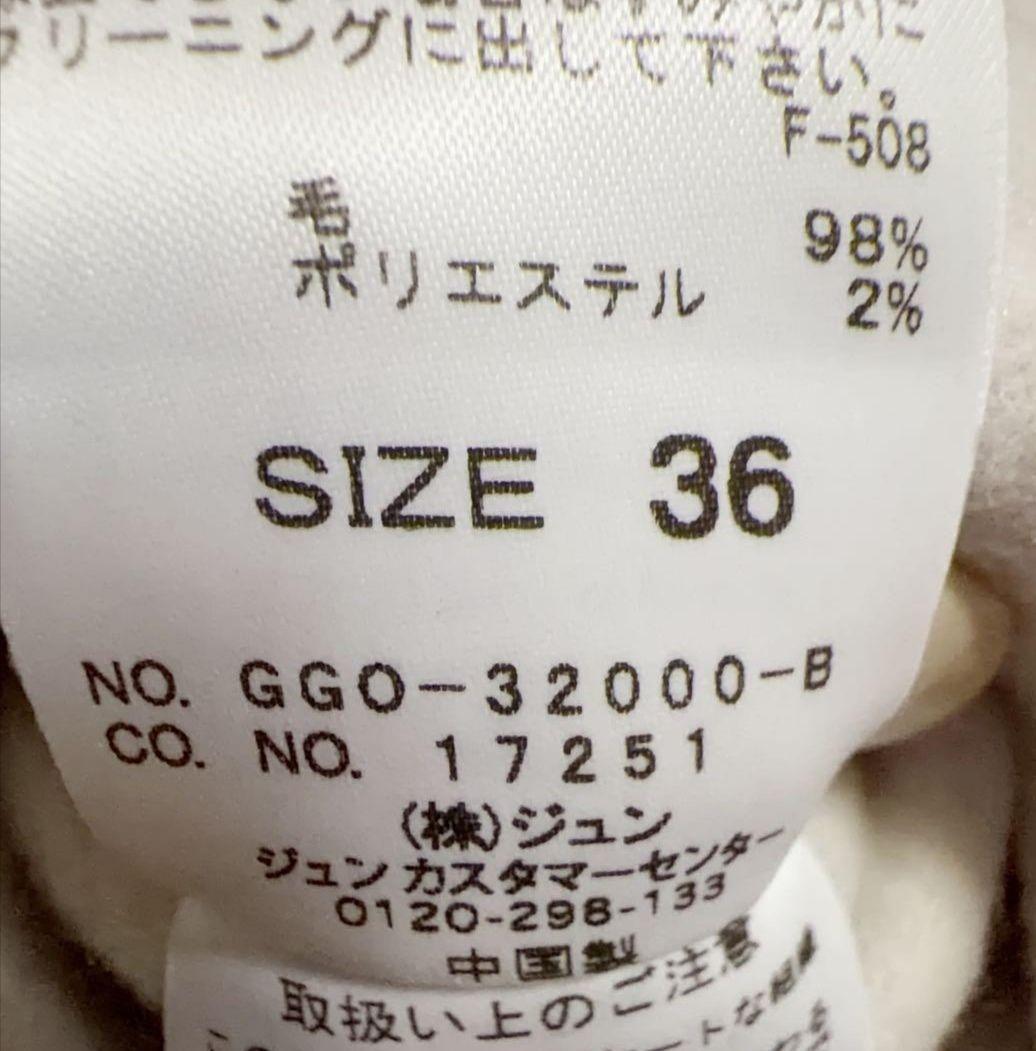 クリーニングに出して下さい。
F-508
毛 98%
ポリエステル 2%
SIZE 36
NO. GGO-32000-B
CO. NO. 17251
(株)ジュン
ジュンカスタマーセンター
0120-298-133
中国製
取扱い上のご注意